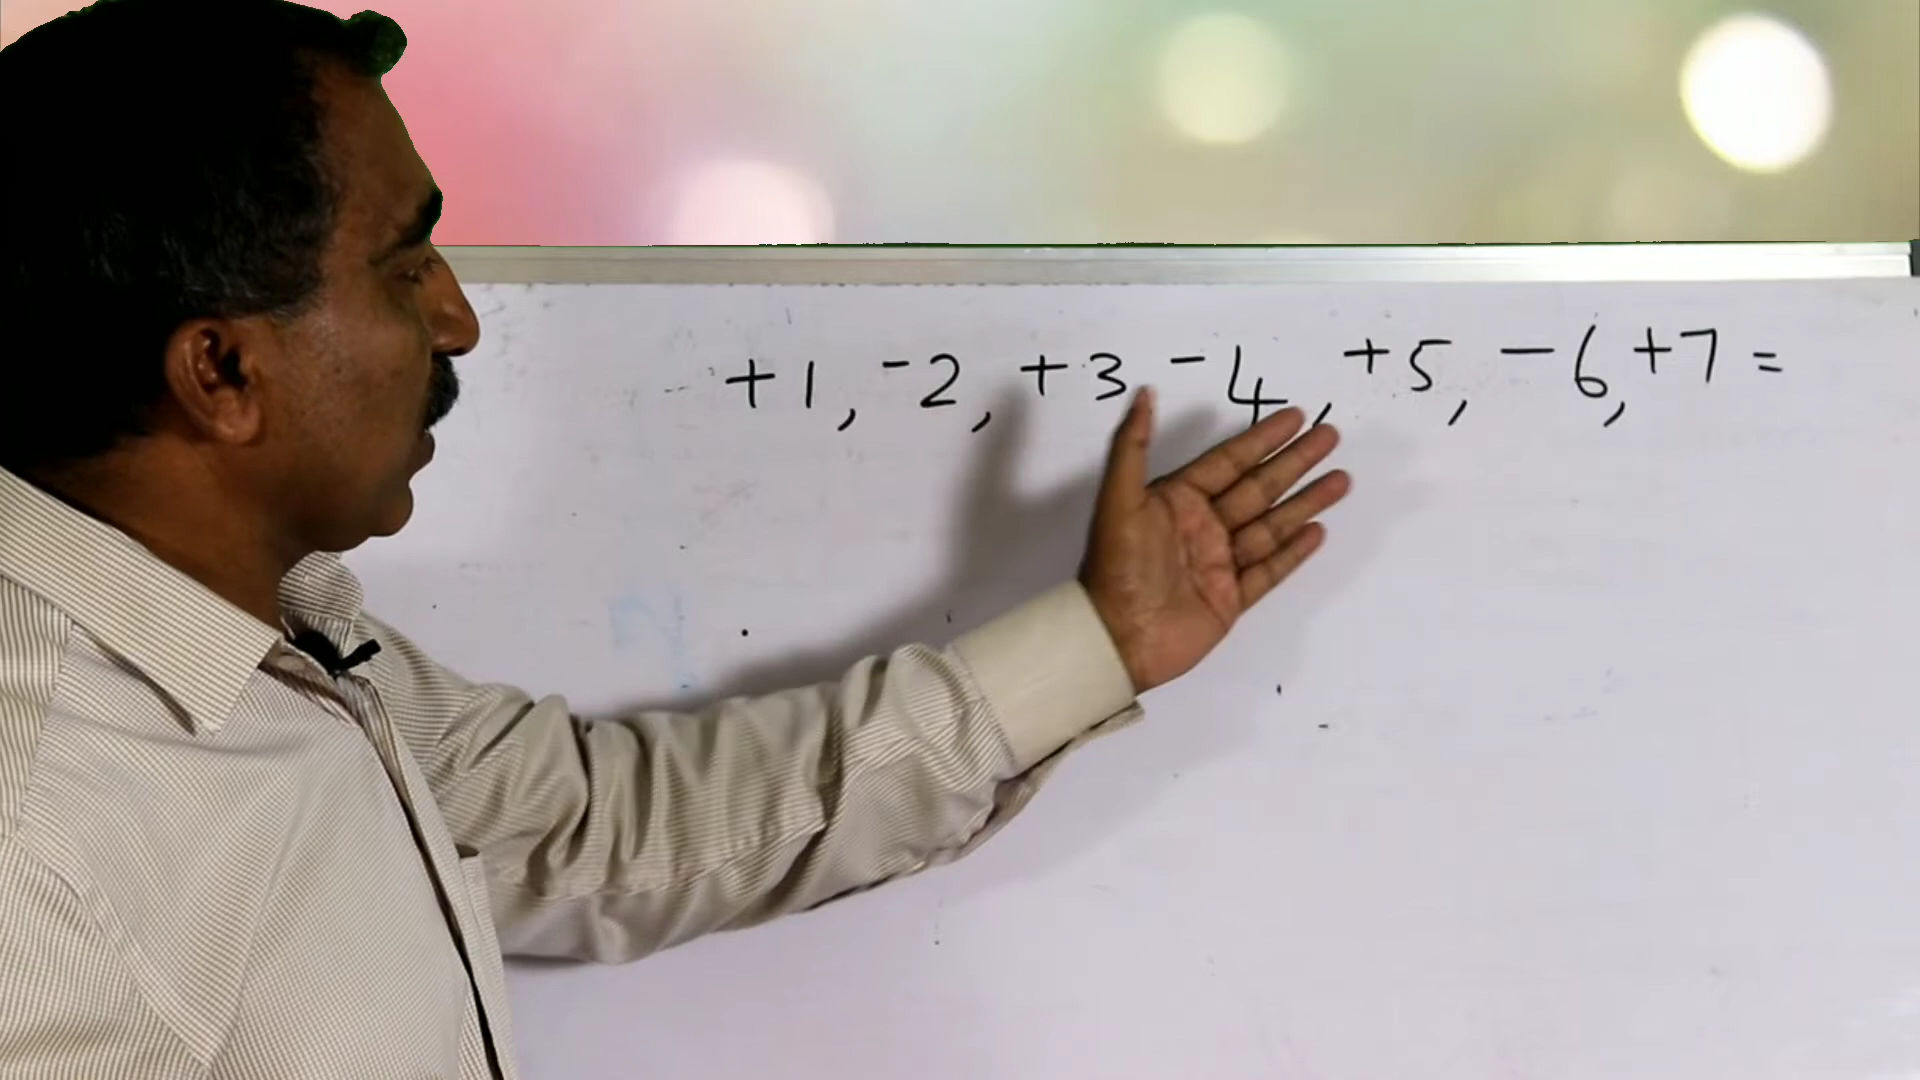 +1, -2, +3 -4, +5, -6, +7 =